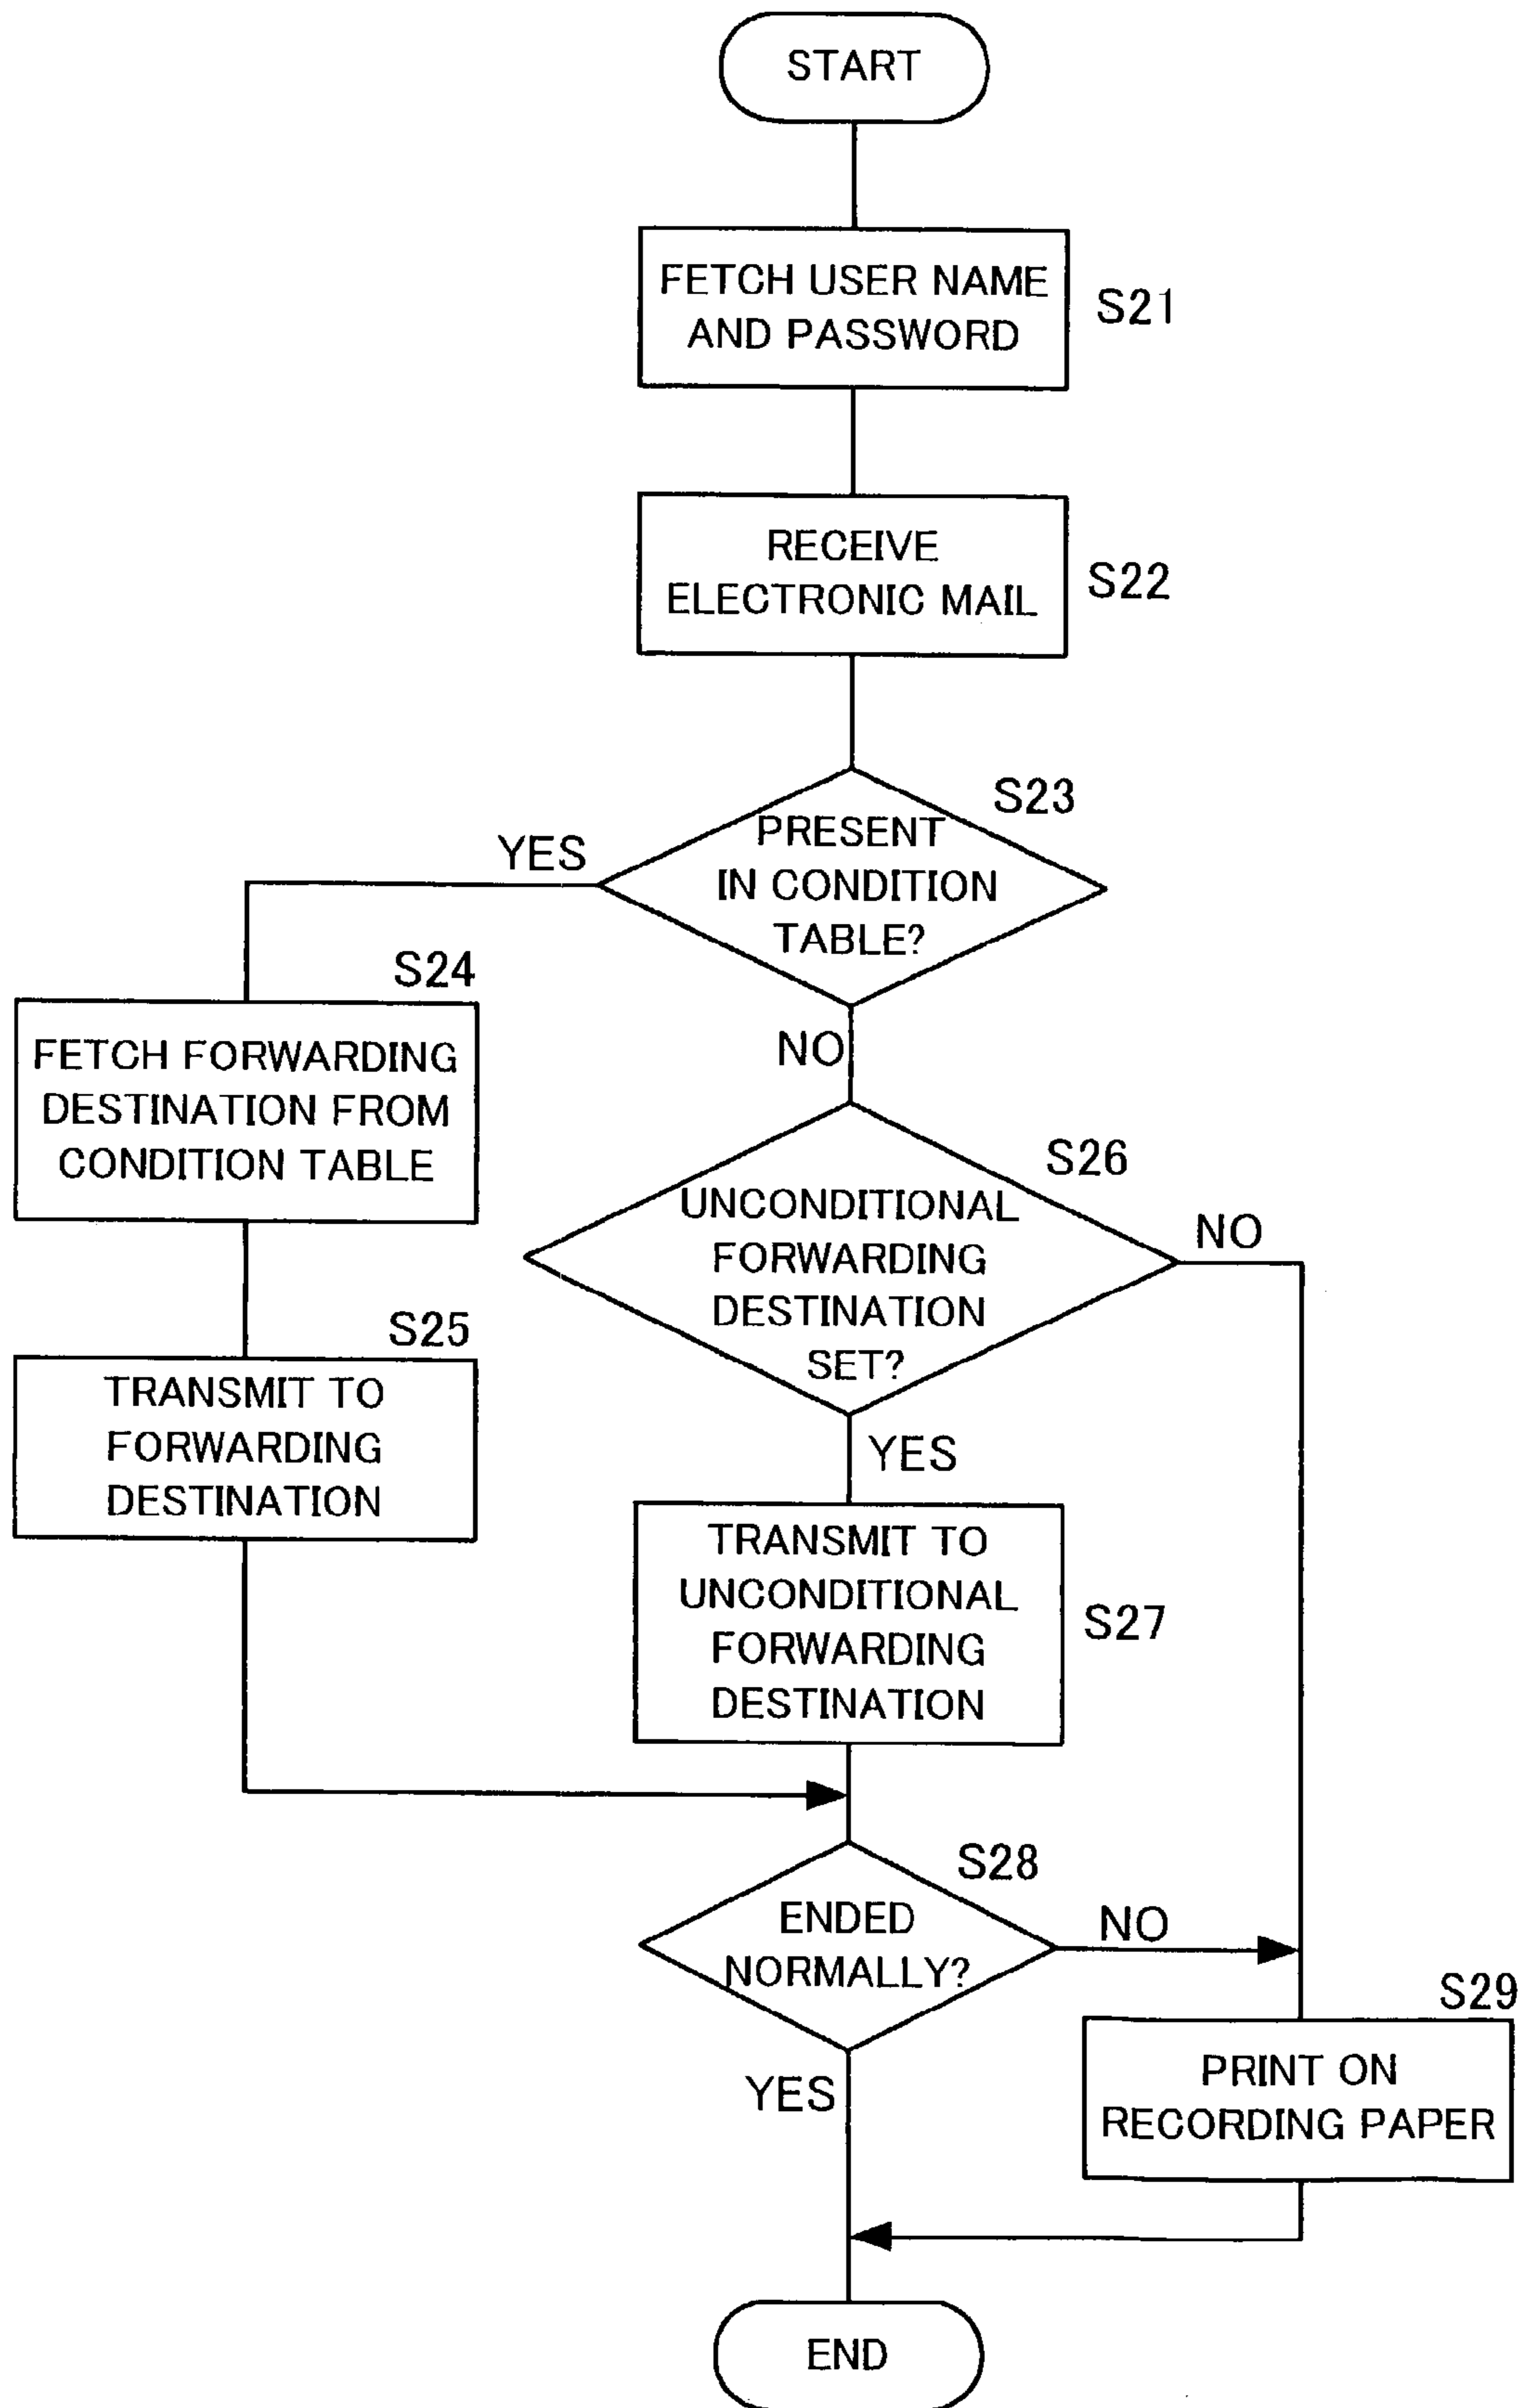 START
FETCH USER NAME
AND PASSWORD
S21
RECEIVE
ELECTRONIC MAIL
S22
S23
PRESENT
IN CONDITION
TABLE?
YES
NO
S24
FETCH FORWARDING
DESTINATION FROM
CONDITION TABLE
S25
TRANSMIT TO
FORWARDING
DESTINATION
S26
UNCONDITIONAL
FORWARDING
DESTINATION
SET?
NO
YES
TRANSMIT TO
UNCONDITIONAL
FORWARDING
DESTINATION
S27
S28
ENDED
NORMALLY?
NO
YES
S29
PRINT ON
RECORDING PAPER
END